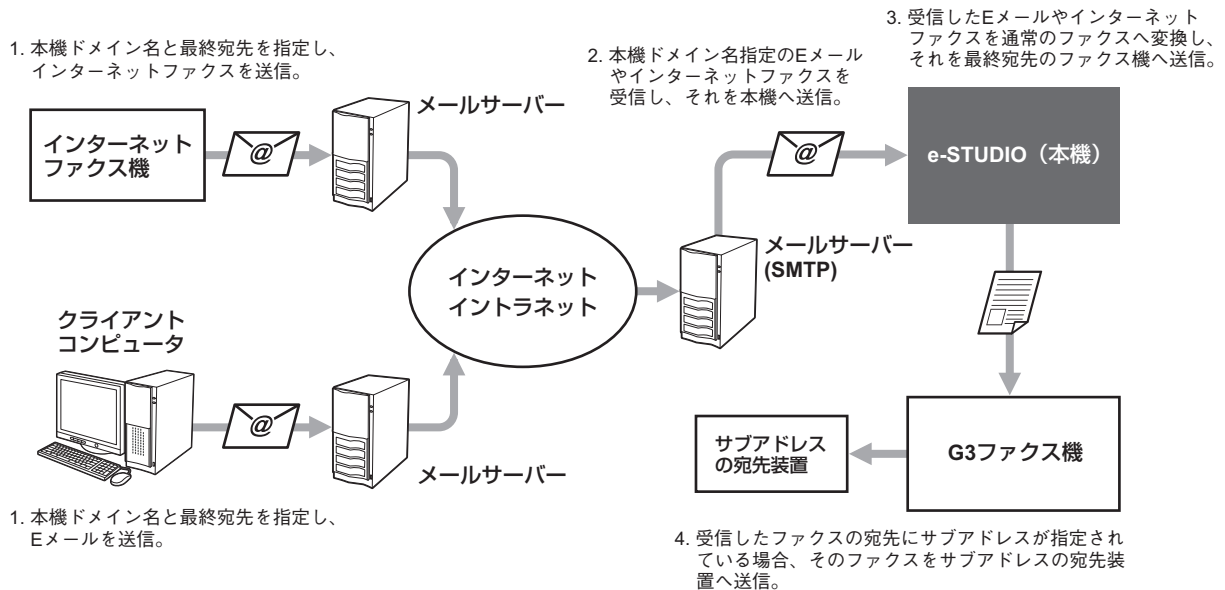 1. 本機ドメイン名と最終宛先を指定し、
インターネットファクスを送信。
インターネット
ファクス機
@
メールサーバー
2. 本機ドメイン名指定のEメール
やインターネットファクスを
受信し、それを本機へ送信。
3. 受信したEメールやインターネット
ファクスを通常のファクスへ変換し、
それを最終宛先のファクス機へ送信。
@
e-STUDIO（本機）
インターネット
イントラネット
メールサーバー
(SMTP)
クライアント
コンピュータ
@
メールサーバー
1. 本機ドメイン名と最終宛先を指定し、
Eメールを送信。
サブアドレス
の宛先装置
G3ファクス機
4. 受信したファクスの宛先にサブアドレスが指定され
ている場合、そのファクスをサブアドレスの宛先装
置へ送信。